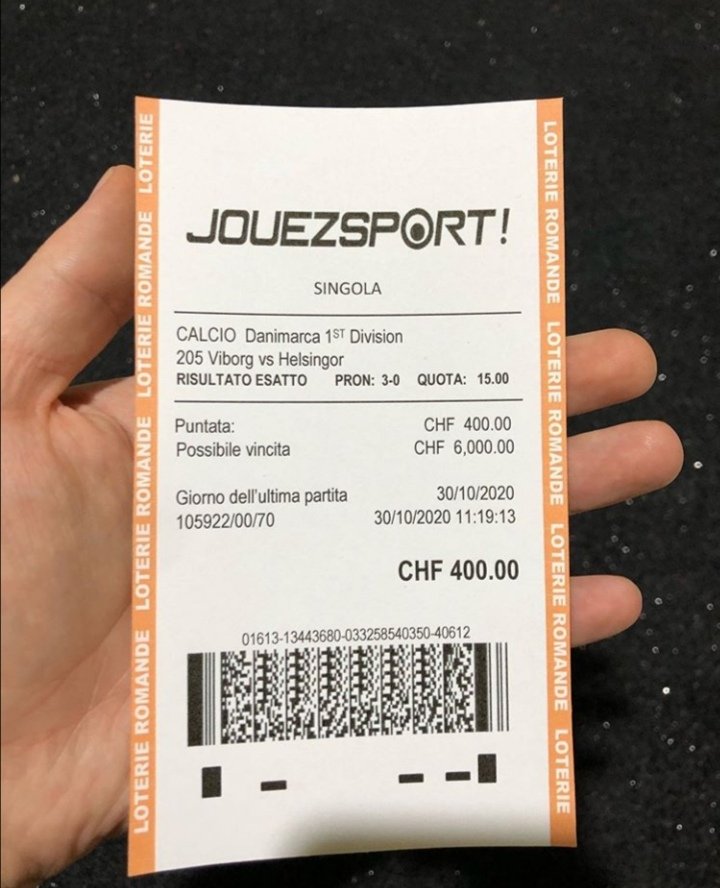 JOUEZSPORT!
SINGOLA
CALCIO Danimarca 1ST Division
205 Viborg vs Helsingor
RISULTATO ESATTO PRON: 3-0 QUOTA: 15.00
Puntata: CHF 400.00
Possibile vincita CHF 6,000.00
Giorno dell'ultima partita 30/10/2020
105922/00/70 30/10/2020 11:19:13
CHF 400.00
01613-13443680-033258540350-40612
LOTERIE ROMANDE LOTERIE ROMANDE LOTERIE ROMANDE LOTERIE
LOTERIE ROMANDE LOTERIE ROMANDE LOTERIE ROMANDE LOTERIE